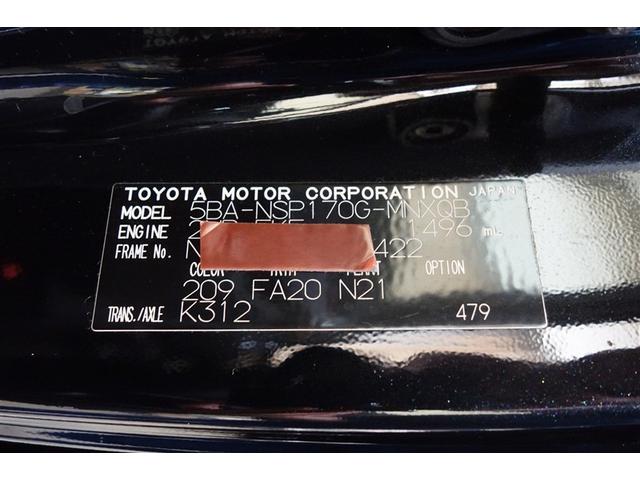 TOYOTA MOTOR CORPORATION JAPAN
MODEL 5BA-NSP170G-MNXQB
ENGINE 1496 mL
FRAME No. N 422
COLOR TRIM PLANT OPTION
209 FA20 N21
TRANS./AXLE K312 479